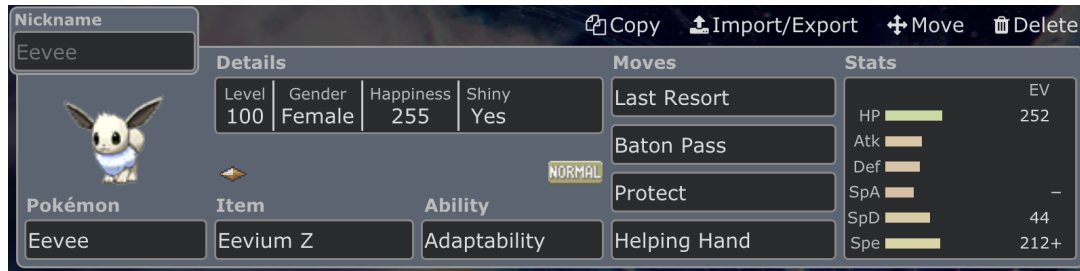 Nickname
Copy Import/Export Move Delete
Eevee
Details
Moves
Stats
Level Gender Happiness Shiny
100 Female 255 Yes
Last Resort
EV
HP 252
Atk
Baton Pass
Def
NORMAL
Protect
SpA –
Pokémon Item Ability
SpD 44
Eevee Eevium Z Adaptability
Helping Hand
Spe 212+